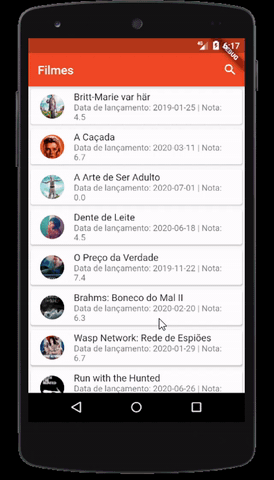 6:17
DEBUG
Filmes
Britt-Marie var här
Data de lançamento: 2019-01-25 | Nota:
4.5
A Caçada
Data de lançamento: 2020-03-11 | Nota:
6.7
A Arte de Ser Adulto
Data de lançamento: 2020-07-01 | Nota:
0.0
Dente de Leite
Data de lançamento: 2020-06-18 | Nota:
4.5
O Preço da Verdade
Data de lançamento: 2019-11-22 | Nota:
7.4
Brahms: Boneco do Mal II
Data de lançamento: 2020-02-20 | Nota:
6.3
Wasp Network: Rede de Espiões
Data de lançamento: 2020-01-29 | Nota:
6.7
Run with the Hunted
Data de lançamento: 2020-06-26 | Nota: